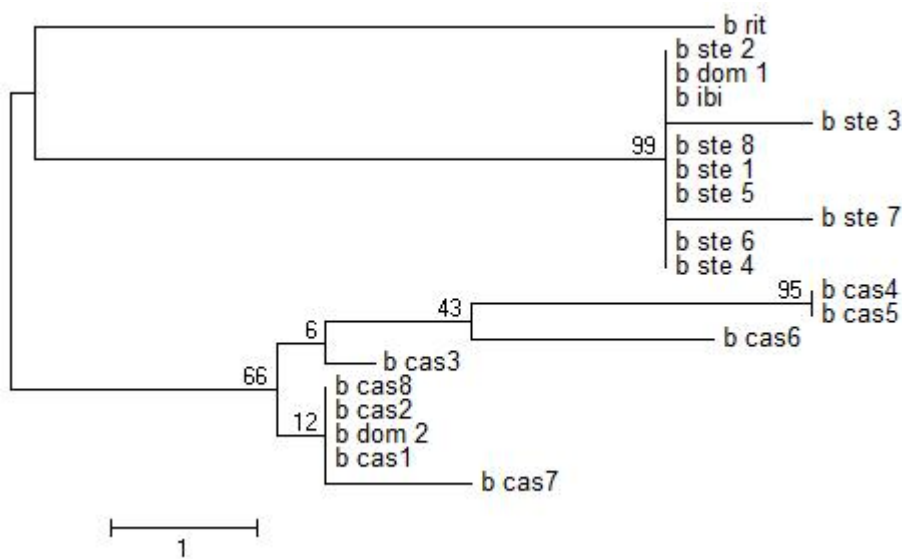 b rit
b ste 2
b dom 1
b ibi
b ste 3
99
b ste 8
b ste 1
b ste 5
b ste 7
b ste 6
b ste 4
95
b cas4
b cas5
43
6
b cas6
b cas3
66
b cas8
b cas2
12
b dom 2
b cas1
b cas7
1